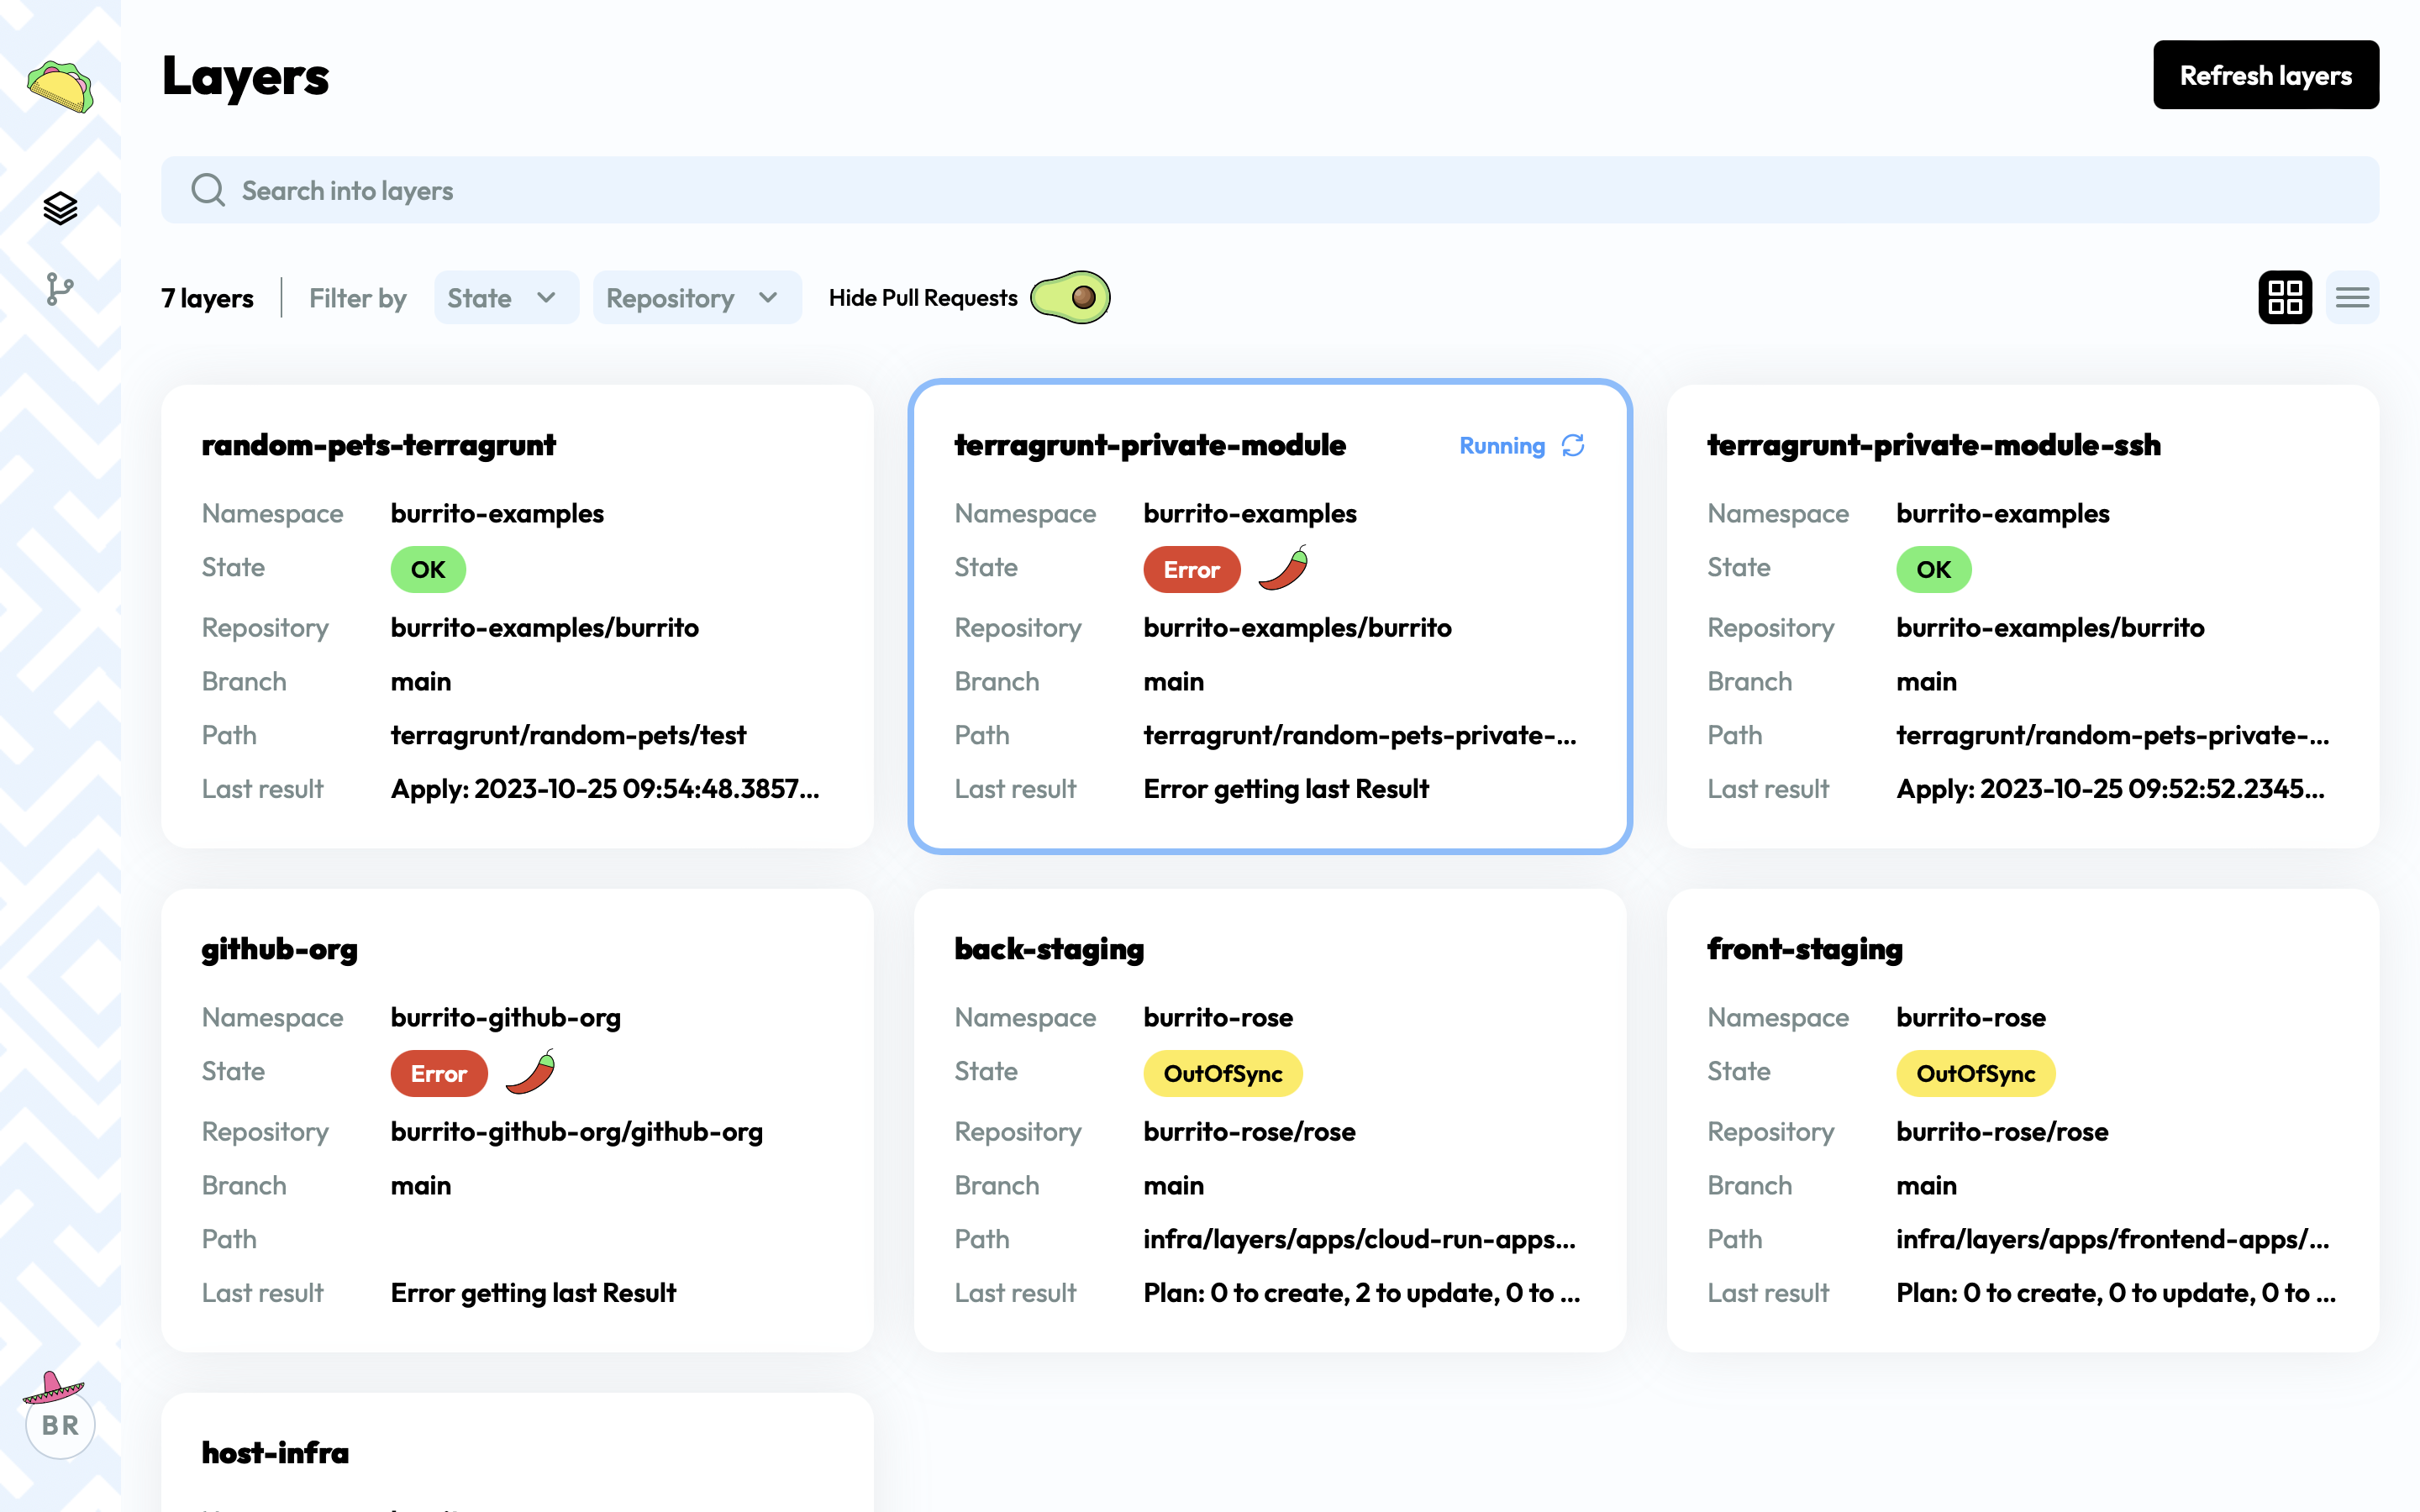 Layers
Refresh layers
Search into layers
7 layers Filter by State Repository Hide Pull Requests
random-pets-terragrunt
Namespace burrito-examples
State OK
Repository burrito-examples/burrito
Branch main
Path terragrunt/random-pets/test
Last result Apply: 2023-10-25 09:54:48.3857...
terragrunt-private-module Running
Namespace burrito-examples
State Error
Repository burrito-examples/burrito
Branch main
Path terragrunt/random-pets-private-...
Last result Error getting last Result
terragrunt-private-module-ssh
Namespace burrito-examples
State OK
Repository burrito-examples/burrito
Branch main
Path terragrunt/random-pets-private-...
Last result Apply: 2023-10-25 09:52:52.2345...
github-org
Namespace burrito-github-org
State Error
Repository burrito-github-org/github-org
Branch main
Path
Last result Error getting last Result
back-staging
Namespace burrito-rose
State OutOfSync
Repository burrito-rose/rose
Branch main
Path infra/layers/apps/cloud-run-apps...
Last result Plan: 0 to create, 2 to update, 0 to ...
front-staging
Namespace burrito-rose
State OutOfSync
Repository burrito-rose/rose
Branch main
Path infra/layers/apps/frontend-apps/...
Last result Plan: 0 to create, 0 to update, 0 to ...
host-infra
BR